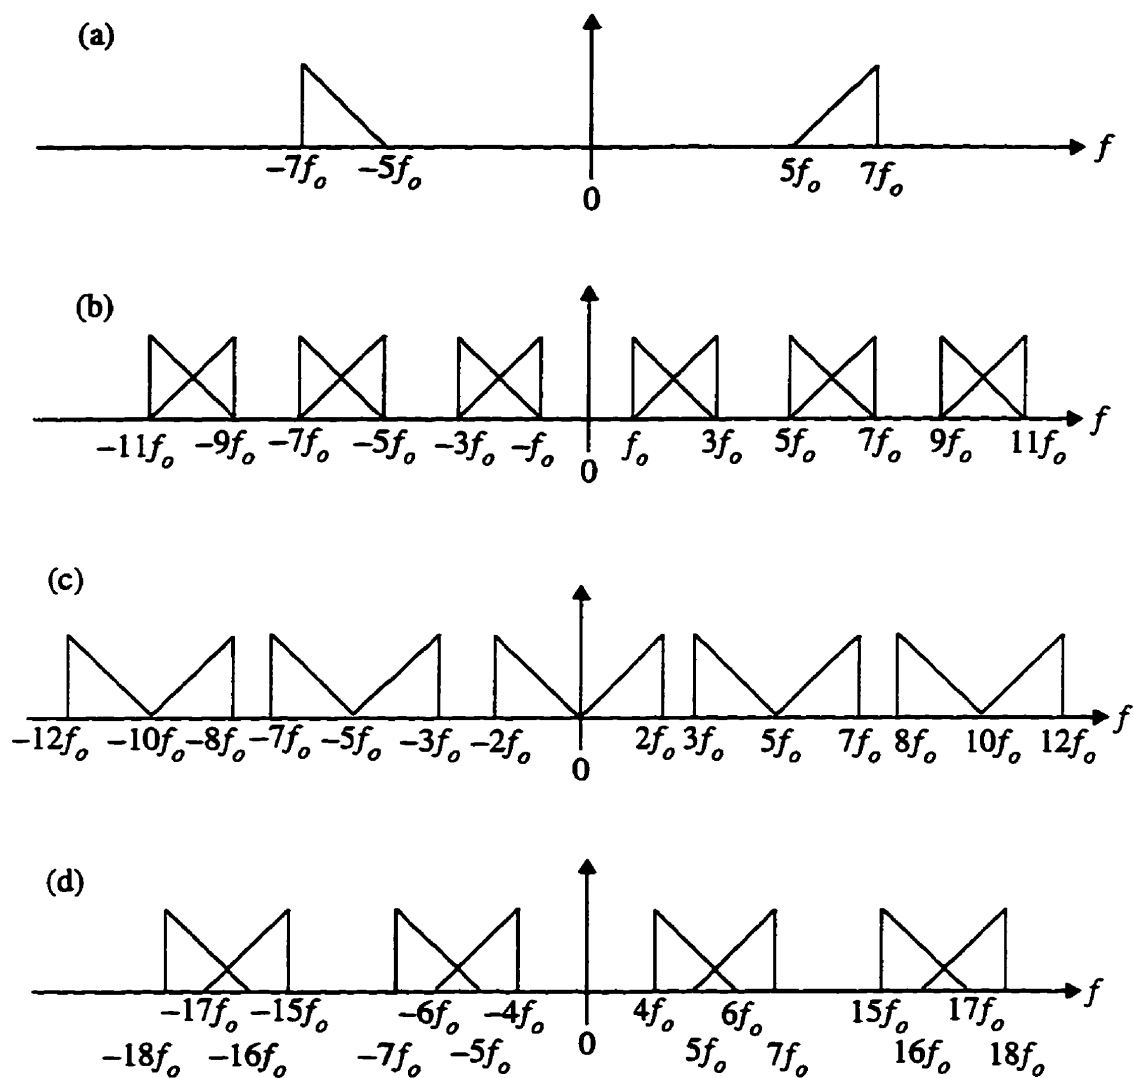 (a)
f
−7fₒ −5fₒ 5fₒ 7fₒ
0
(b)
f
−11fₒ −9fₒ −7fₒ −5fₒ −3fₒ −fₒ fₒ 3fₒ 5fₒ 7fₒ 9fₒ 11fₒ
0
(c)
f
−12fₒ −10fₒ −8fₒ −7fₒ −5fₒ −3fₒ −2fₒ 2fₒ 3fₒ 5fₒ 7fₒ 8fₒ 10fₒ 12fₒ
0
(d)
f
−17fₒ −15fₒ −6fₒ −4fₒ 4fₒ 6fₒ 15fₒ 17fₒ
−18fₒ −16fₒ −7fₒ −5fₒ 0 5fₒ 7fₒ 16fₒ 18fₒ